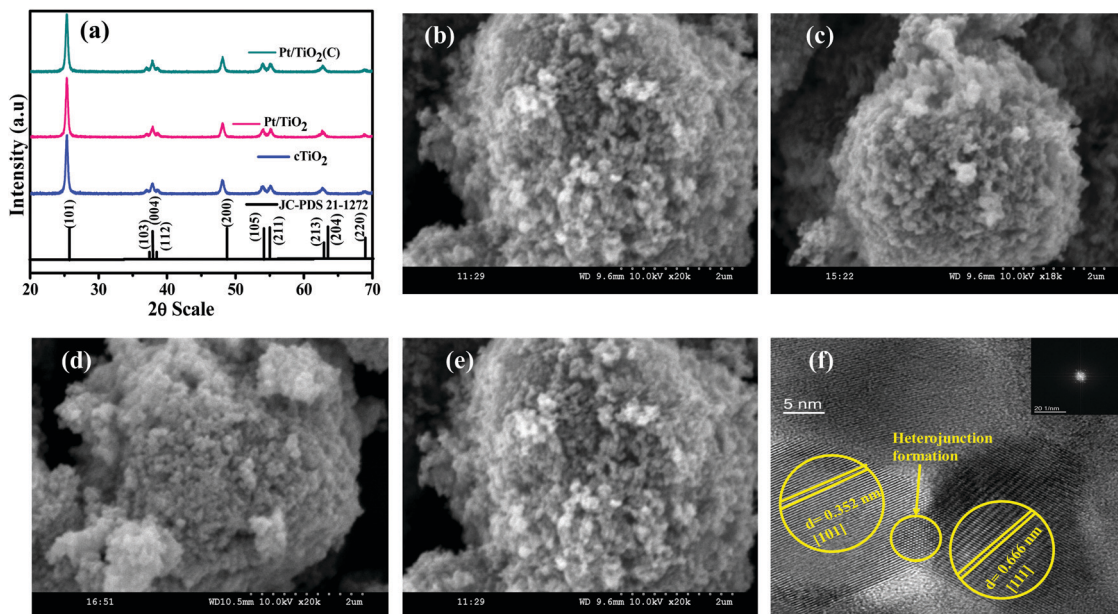 (a)
Pt/TiO2(C)
Pt/TiO2
cTiO2
JC-PDS 21-1272
(101)
(103)
(004)
(112)
(200)
(105)
(211)
(213)
(204)
(220)
Intensity (a.u)
20 30 40 50 60 70
2θ Scale
(b)
11:29 WD 9.6mm 10.0kV x20k 2um
(c)
15:22 WD 9.6mm 10.0kV x18k 2um
(d)
16:51 WD10.5mm 10.0kV x20k 2um
(e)
11:29 WD 9.6mm 10.0kV x20k 2um
(f)
5 nm
20 1/nm
Heterojunction
formation
d= 0.352 nm
[101]
d= 0.666 nm
[111]